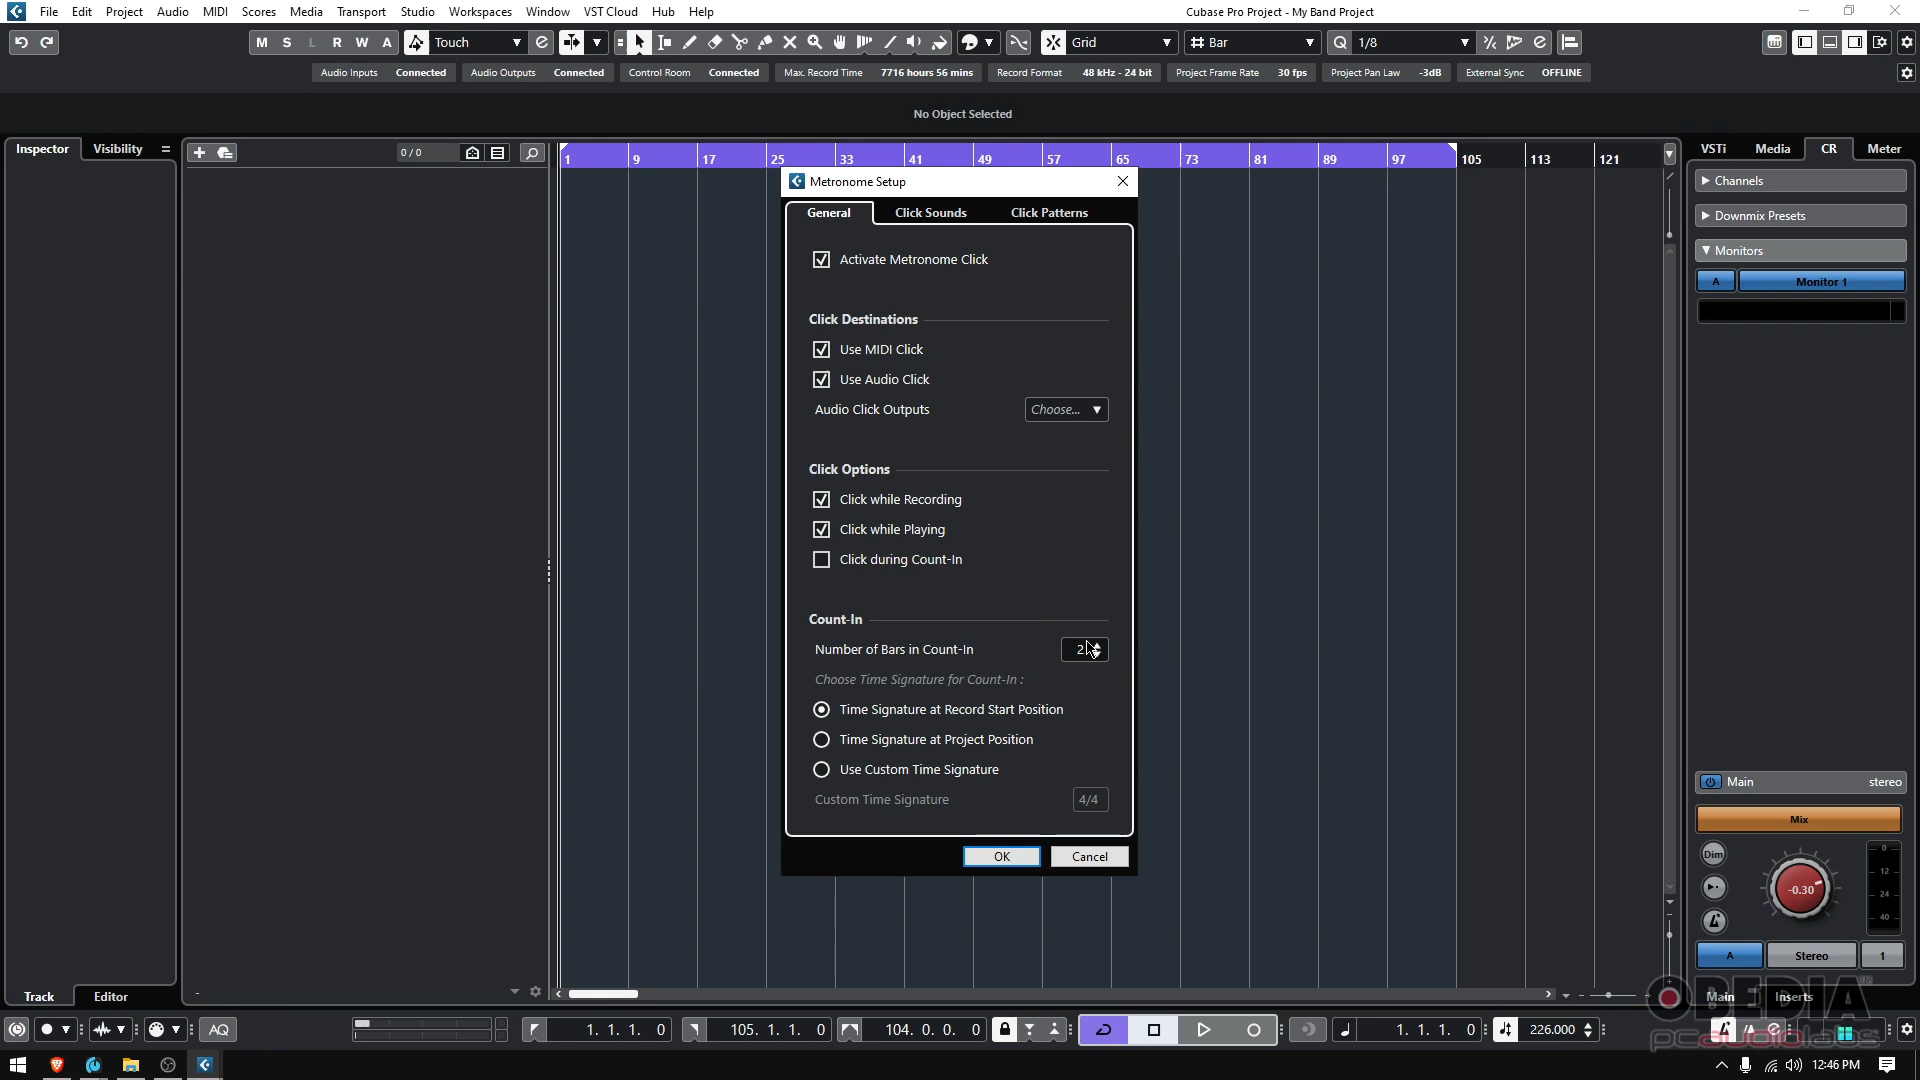 File Edit Project Audio MIDI Scores Media Transport Studio Workspaces Window VST Cloud Hub Help
Cubase Pro Project - My Band Project
M S L R W A Touch Grid Bar Q 1/8
Audio Inputs Connected Audio Outputs Connected Control Room Connected Max. Record Time 7716 hours 56 mins Record Format 48 kHz - 24 bit Project Frame Rate 30 fps Project Pan Law -3dB External Sync OFFLINE
No Object Selected
Inspector Visibility
0 / 0
1 9 17 25 33 41 49 57 65 73 81 89 97 105 113 121
VSTi Media CR Meter
Channels
Downmix Presets
Monitors
A Monitor 1
Metronome Setup
General Click Sounds Click Patterns
Activate Metronome Click
Click Destinations
Use MIDI Click
Use Audio Click
Audio Click Outputs Choose...
Click Options
Click while Recording
Click while Playing
Click during Count-In
Count-In
Number of Bars in Count-In 2
Choose Time Signature for Count-In :
Time Signature at Record Start Position
Time Signature at Project Position
Use Custom Time Signature
Custom Time Signature 4/4
OK Cancel
Main stereo
Mix
Dim
-0.30
0
12
24
40
A Stereo 1
Main Inserts
Track Editor
OBEDIA™
pcaudiolabs
AQ
1. 1. 1. 0
105. 1. 1. 0
104. 0. 0. 0
1. 1. 1. 0
226.000
12:46 PM